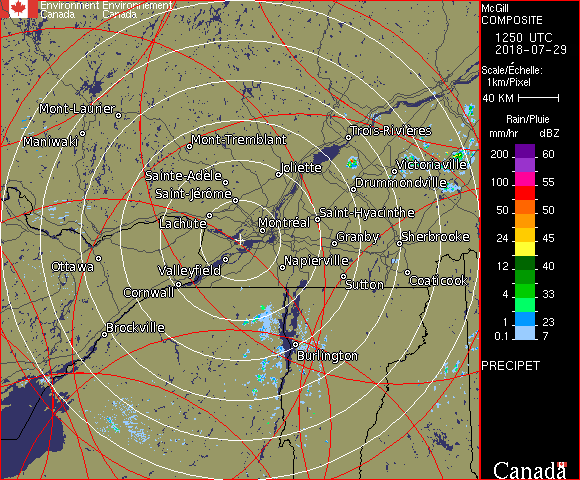 Environment Environnement
Canada Canada
McGill
COMPOSITE
1250 UTC
2018-07-29
Scale/Échelle:
1km/Pixel
40 KM
Rain/Pluie
mm/hr dBZ
200 60
100 55
50 50
24 45
12 40
4 33
1 23
0.1 7
PRECIPET
Canada
Mont-Laurier
Maniwaki
Mont-Tremblant
Trois-Rivières
Sainte-Adèle
Joliette
Victoriaville
Saint-Jérôme
Drummondville
Lachute
Montréal
Saint-Hyacinthe
Granby
Sherbrooke
Ottawa
Valleyfield
Napierville
Cornwall
Sutton
Coaticook
Brockville
Burlington